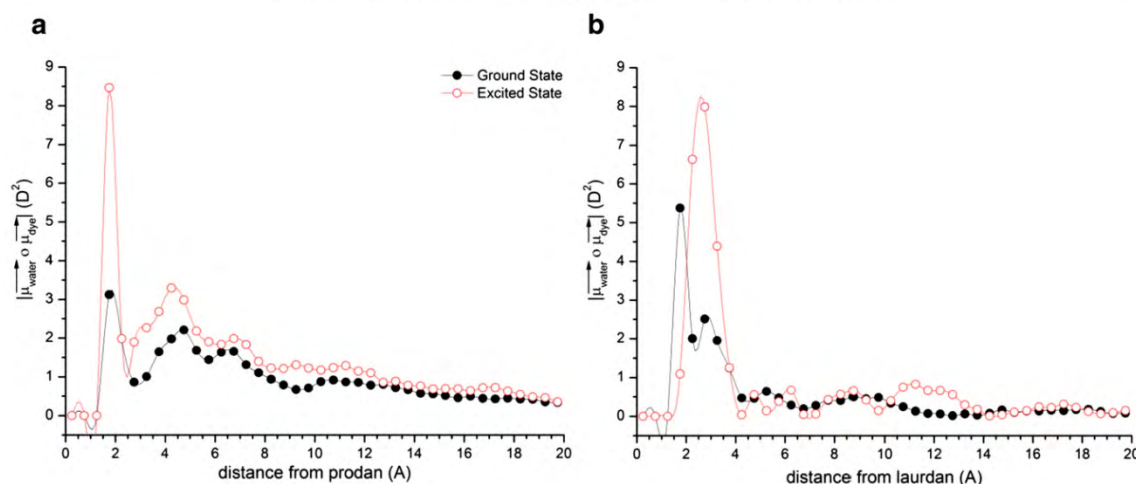 a
b
9
8
7
6
5
4
3
2
1
0
|μwater o μdye| (D²)
0 2 4 6 8 10 12 14 16 18 20
distance from prodan (A)
Ground State
Excited State
9
8
7
6
5
4
3
2
1
0
|μwater o μdye| (D²)
0 2 4 6 8 10 12 14 16 18 20
distance from laurdan (A)